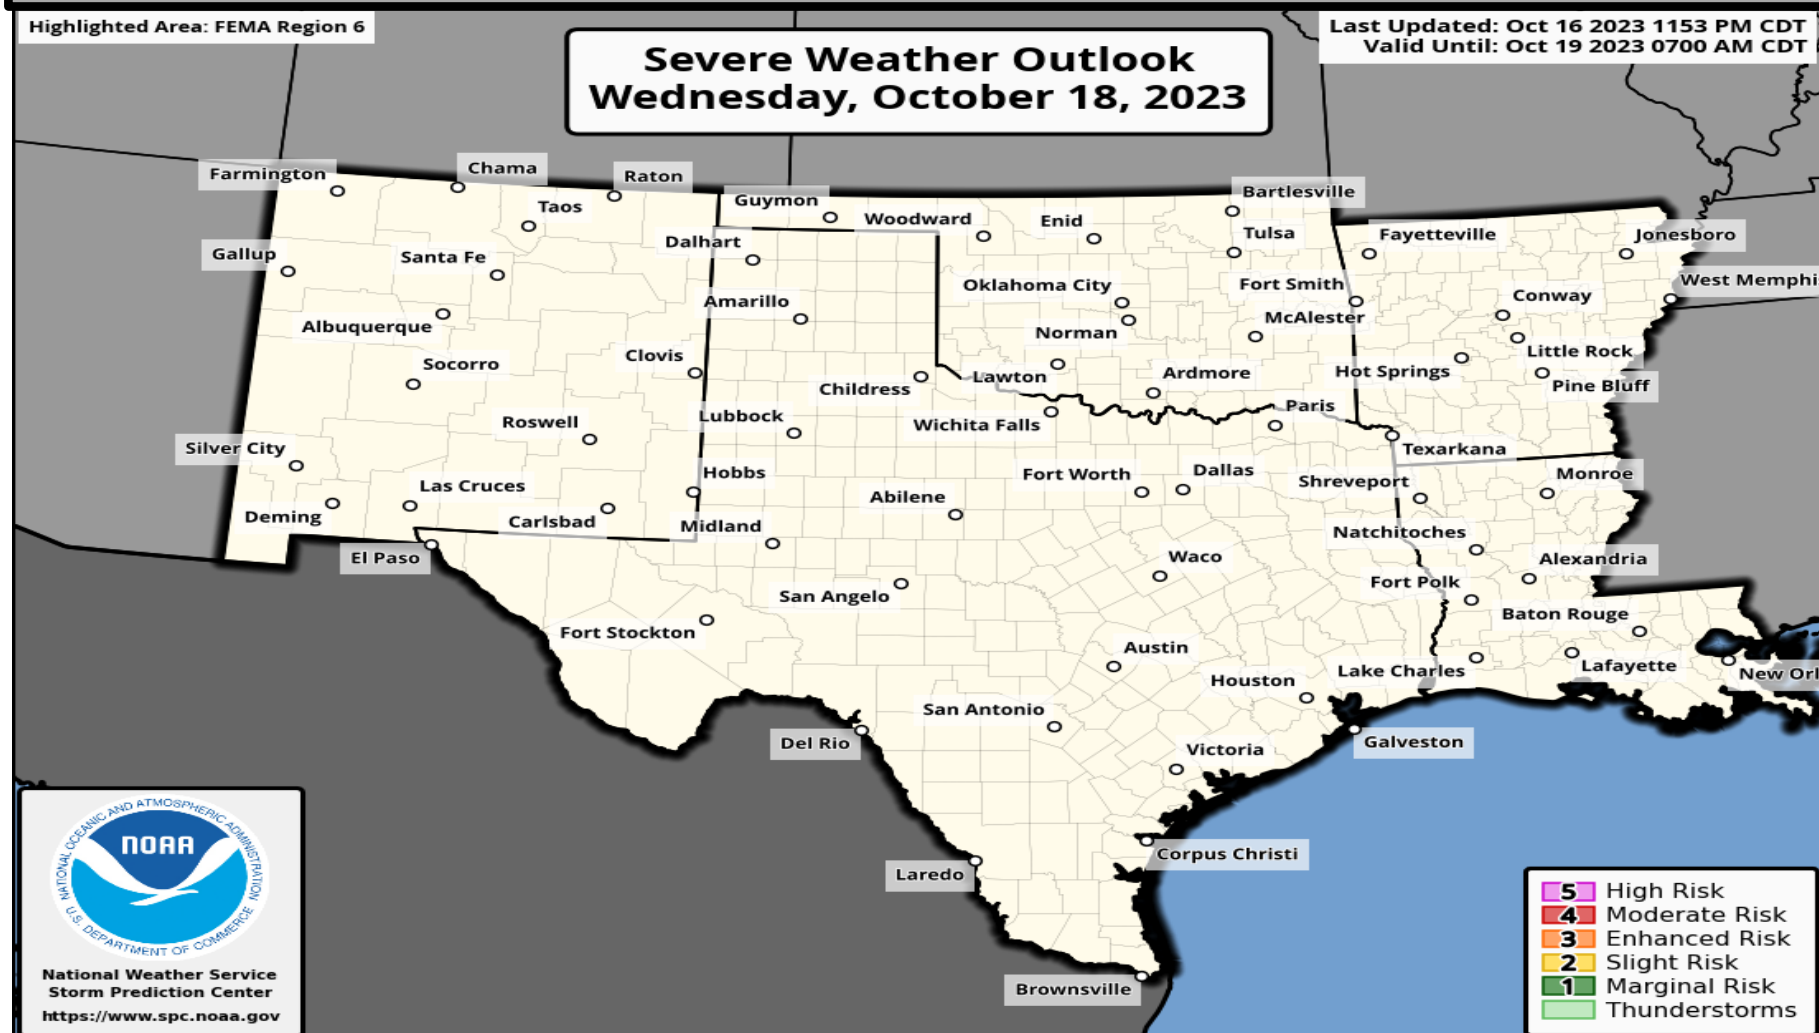 Highlighted Area: FEMA Region 6
Severe Weather Outlook
Wednesday, October 18, 2023
Last Updated: Oct 16 2023 1153 PM CDT
Valid Until: Oct 19 2023 0700 AM CDT
Farmington
Chama
Raton
Taos
Guymon
Woodward
Enid
Bartlesville
Tulsa
Fayetteville
Jonesboro
Gallup
Santa Fe
Dalhart
Oklahoma City
Fort Smith
Conway
West Memphi
Albuquerque
Amarillo
Norman
McAlester
Little Rock
Socorro
Clovis
Childress
Lawton
Ardmore
Hot Springs
Pine Bluff
Roswell
Lubbock
Wichita Falls
Paris
Texarkana
Silver City
Las Cruces
Hobbs
Abilene
Fort Worth
Dallas
Shreveport
Monroe
Deming
Carlsbad
Midland
Natchitoches
El Paso
San Angelo
Waco
Alexandria
Fort Polk
Fort Stockton
Austin
Baton Rouge
Houston
Lake Charles
Lafayette
New Orl
San Antonio
Del Rio
Victoria
Galveston
Corpus Christi
Laredo
Brownsville
NATIONAL OCEANIC AND ATMOSPHERIC ADMINISTRATION
NOAA
U.S. DEPARTMENT OF COMMERCE
National Weather Service
Storm Prediction Center
https://www.spc.noaa.gov
5 High Risk
4 Moderate Risk
3 Enhanced Risk
2 Slight Risk
1 Marginal Risk
Thunderstorms